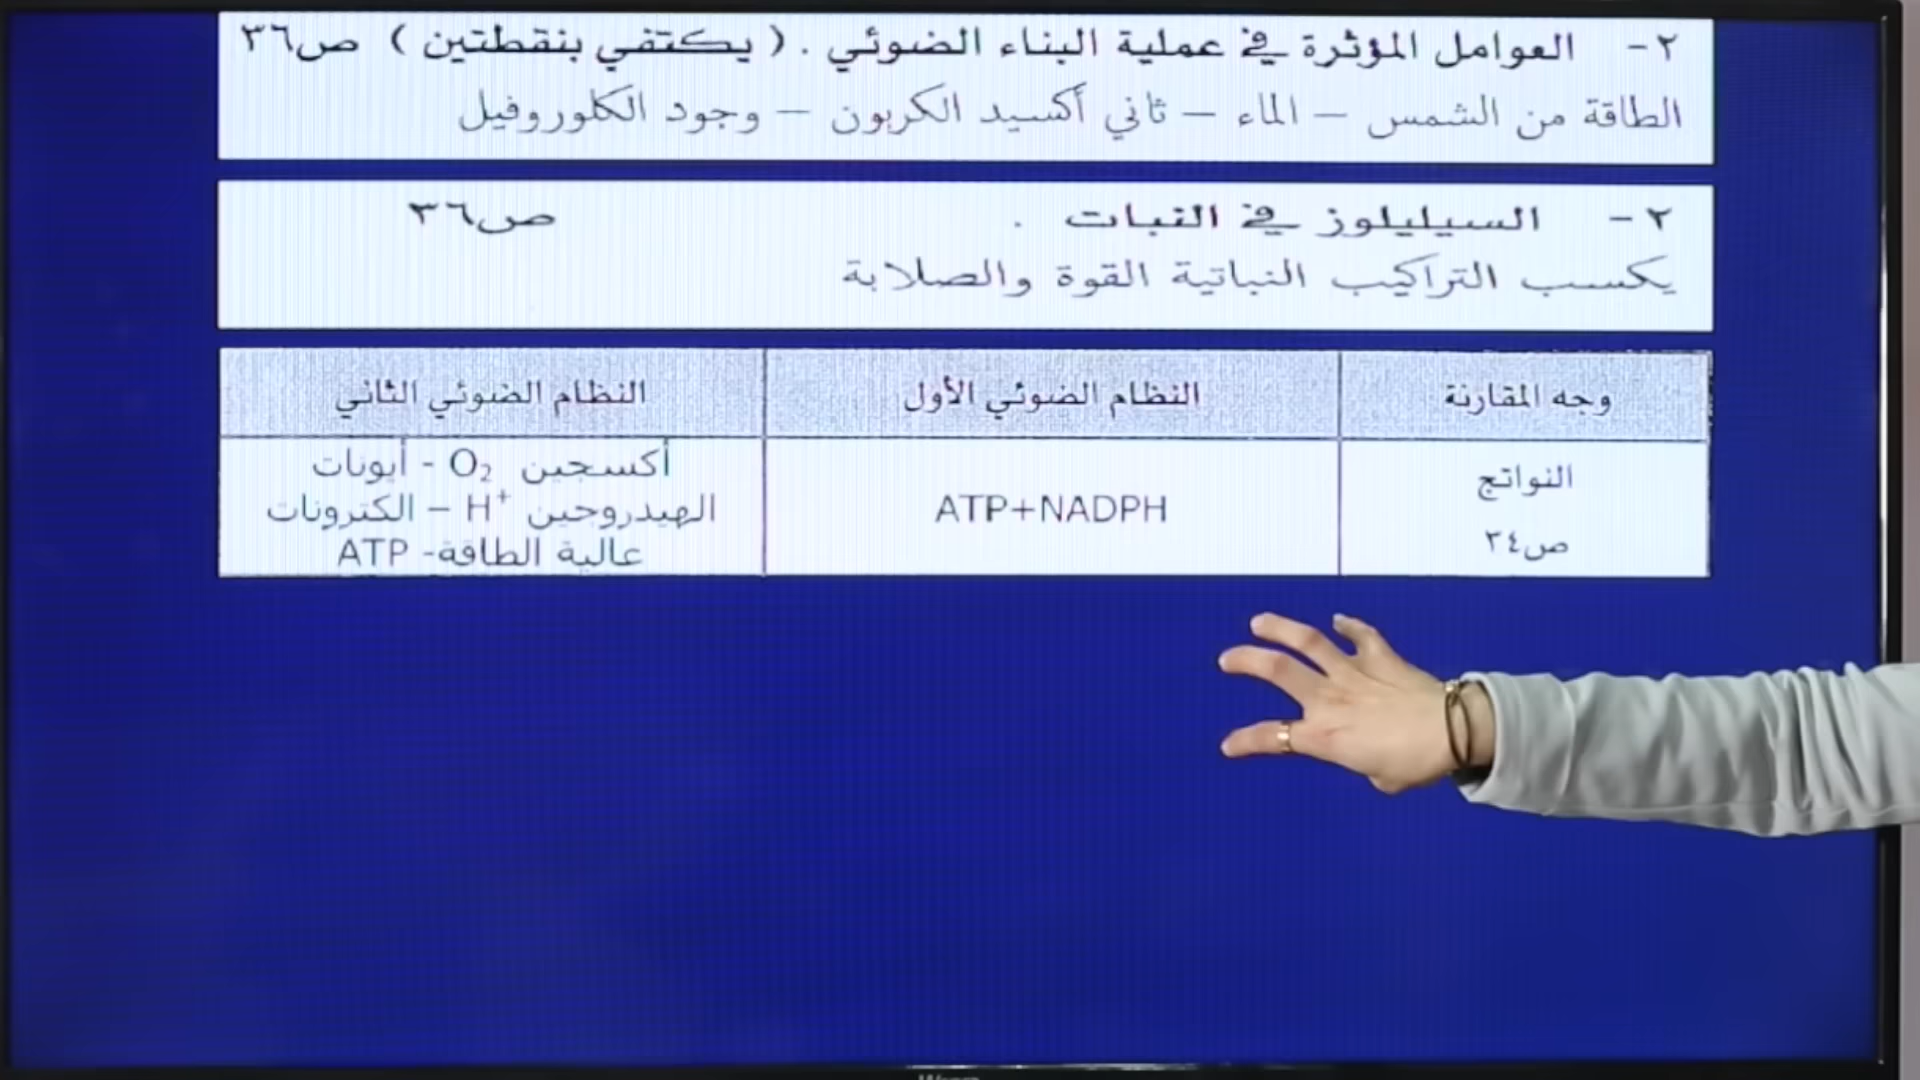 ٢- العوامل المؤثرة في عملية البناء الضوئي . ( يكتفي بنقطتين ) ص٣٦
الطاقة من الشمس – الماء – ثاني أكسيد الكربون – وجود الكلوروفيل
٢- السيليلوز في النبات . ص٣٦
يكسب التراكيب النباتية القوة والصلابة
وجه المقارنة النظام الضوئي الأول النظام الضوئي الثاني
النواتج
ص٣٤
ATP+NADPH
أكسجين O₂ - أيونات
الهيدروجين H⁺ – الكترونات
عالية الطاقة- ATP